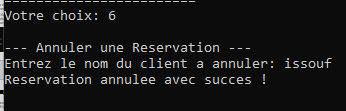 ------------------------
Votre choix: 6
--- Annuler une Reservation ---
Entrez le nom du client a annuler: issouf
Reservation annulee avec succes !